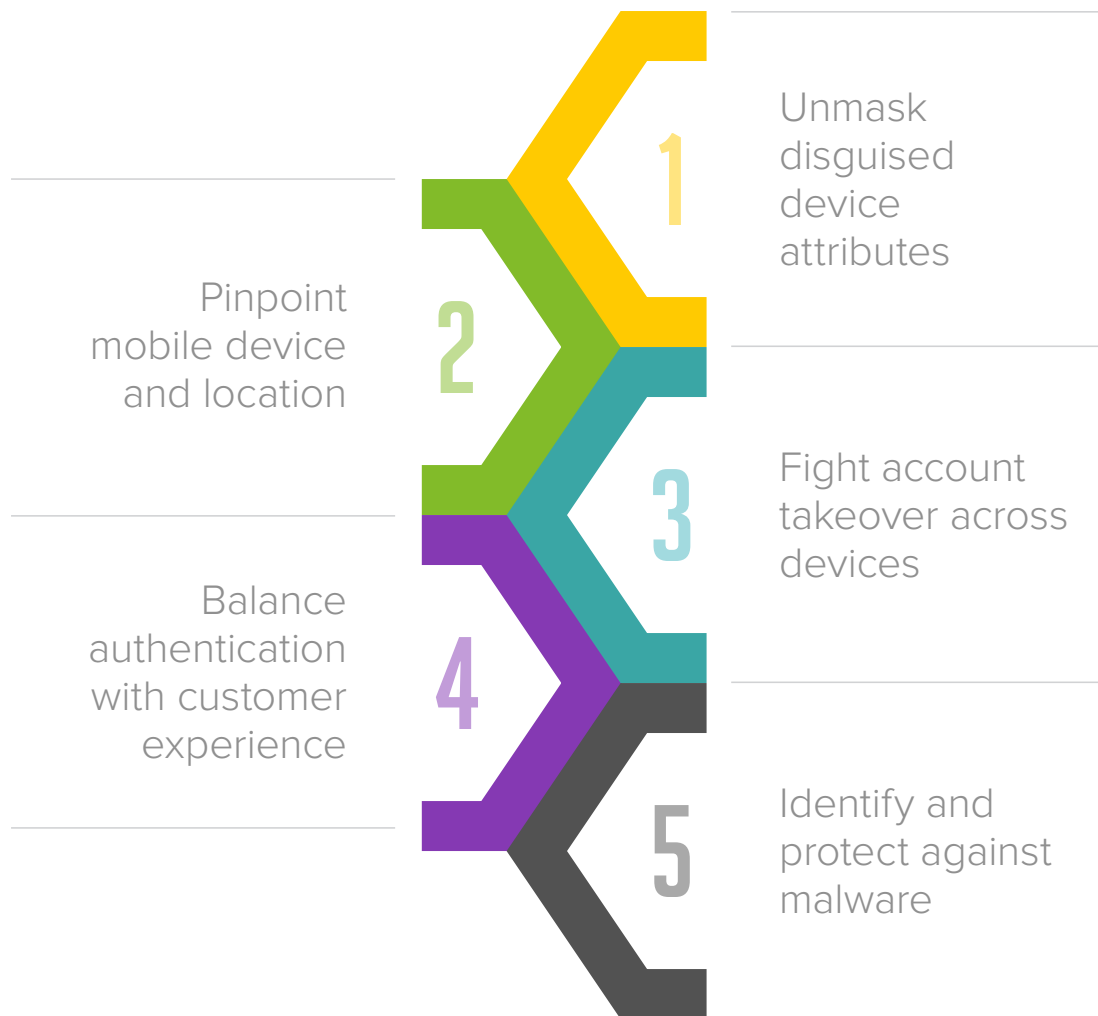 1
Unmask
disguised
device
attributes
2
Pinpoint
mobile device
and location
3
Fight account
takeover across
devices
4
Balance
authentication
with customer
experience
5
Identify and
protect against
malware